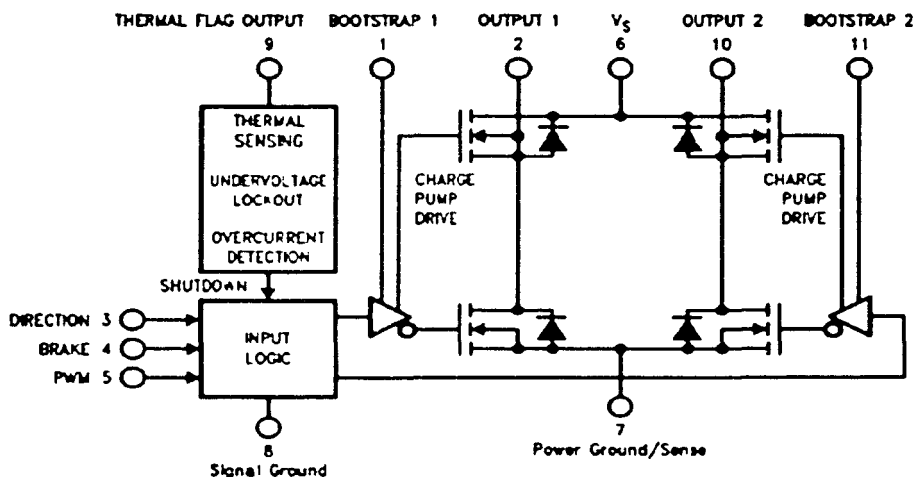 THERMAL FLAG OUTPUT
9
BOOTSTRAP 1
1
OUTPUT 1
2
VS
6
OUTPUT 2
10
BOOTSTRAP 2
11
THERMAL
SENSING
UNDERVOLTAGE
LOCKOUT
OVERCURRENT
DETECTION
CHARGE
PUMP
DRIVE
CHARGE
PUMP
DRIVE
SHUTDOWN
DIRECTION 3
BRAKE 4
PWM 5
INPUT
LOGIC
8
Signal Ground
7
Power Ground/Sense